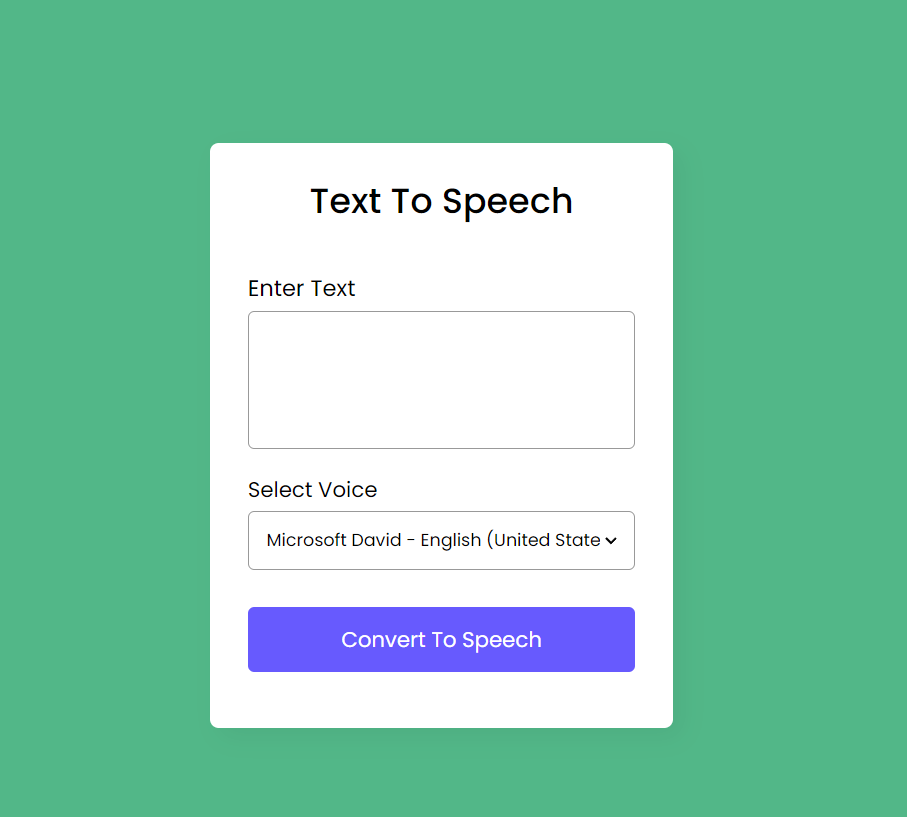 Text To Speech
Enter Text
Select Voice
Microsoft David - English (United State
Convert To Speech